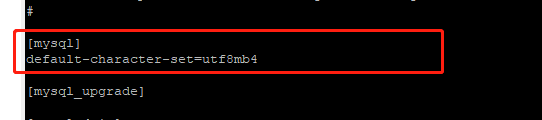 #
[mysql]
default-character-set=utf8mb4
[mysql_upgrade]